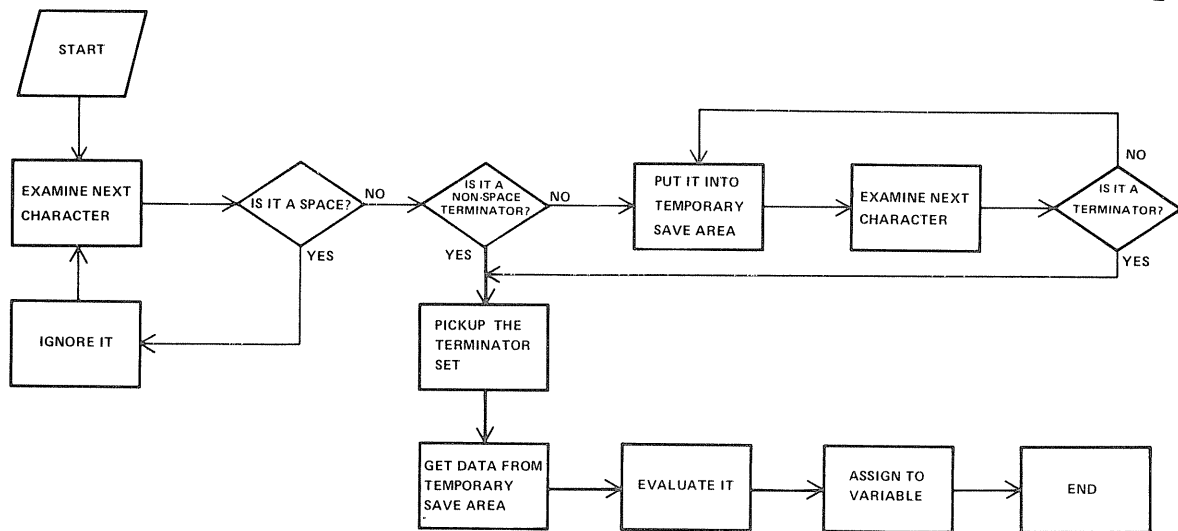 START
EXAMINE NEXT
CHARACTER
IS IT A SPACE?
NO
YES
IGNORE IT
IS IT A
NON-SPACE
TERMINATOR?
NO
YES
PUT IT INTO
TEMPORARY
SAVE AREA
EXAMINE NEXT
CHARACTER
IS IT A
TERMINATOR?
NO
YES
PICKUP THE
TERMINATOR
SET
GET DATA FROM
TEMPORARY
SAVE AREA
EVALUATE IT
ASSIGN TO
VARIABLE
END